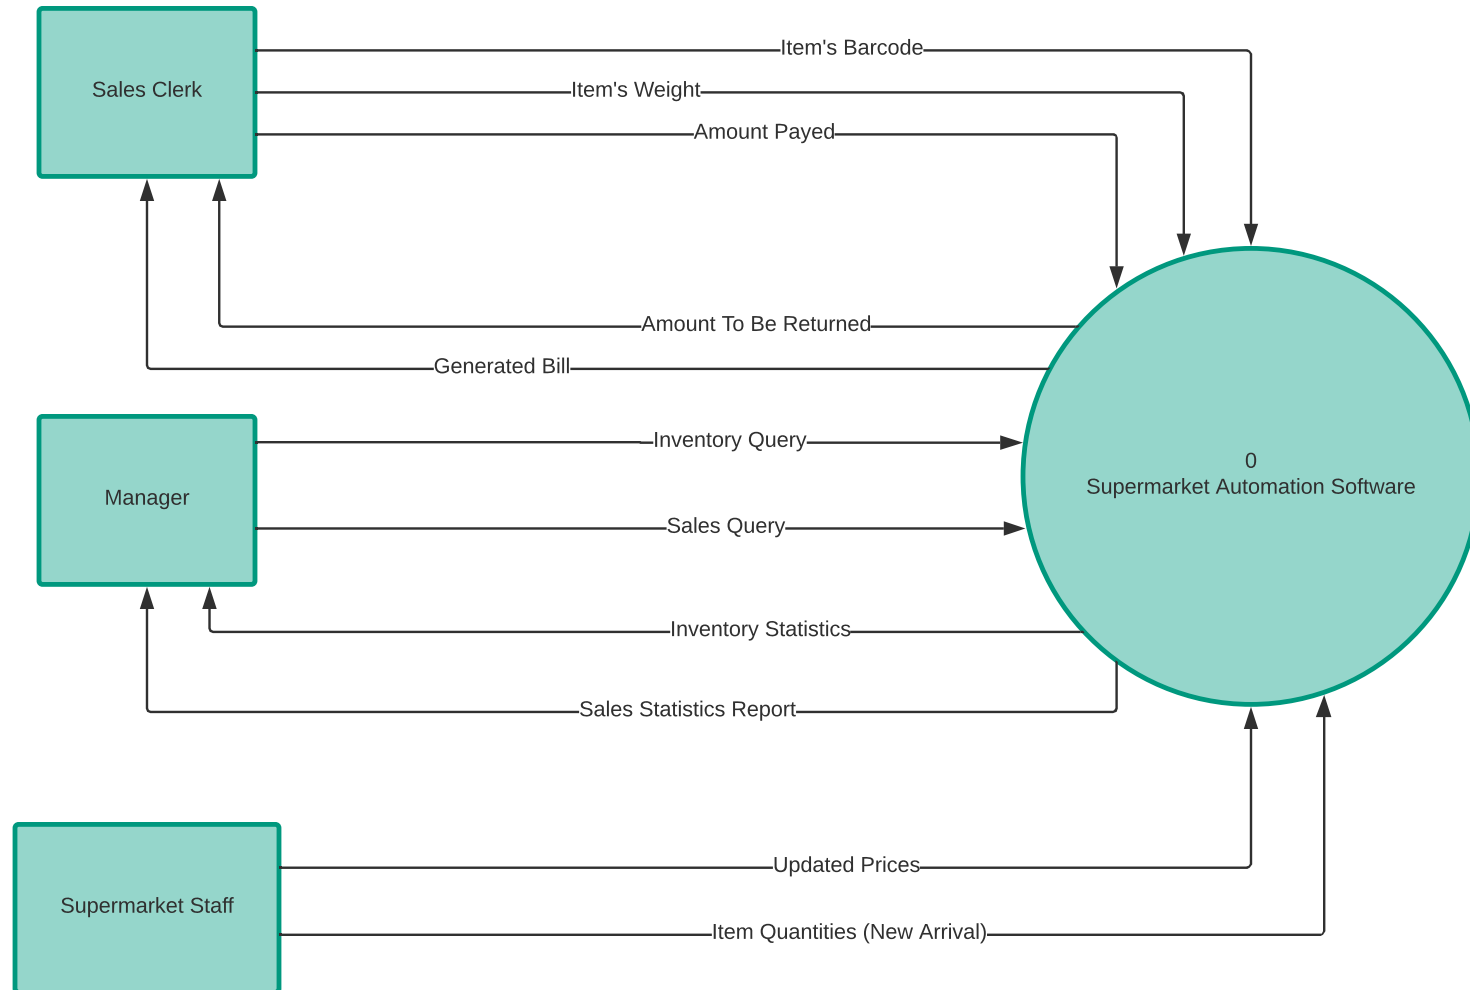 Item's Barcode
Sales Clerk
Item's Weight
Amount Payed
Amount To Be Returned
Generated Bill
Inventory Query
0
Supermarket Automation Software
Manager
Sales Query
Inventory Statistics
Sales Statistics Report
Updated Prices
Supermarket Staff
Item Quantities (New Arrival)